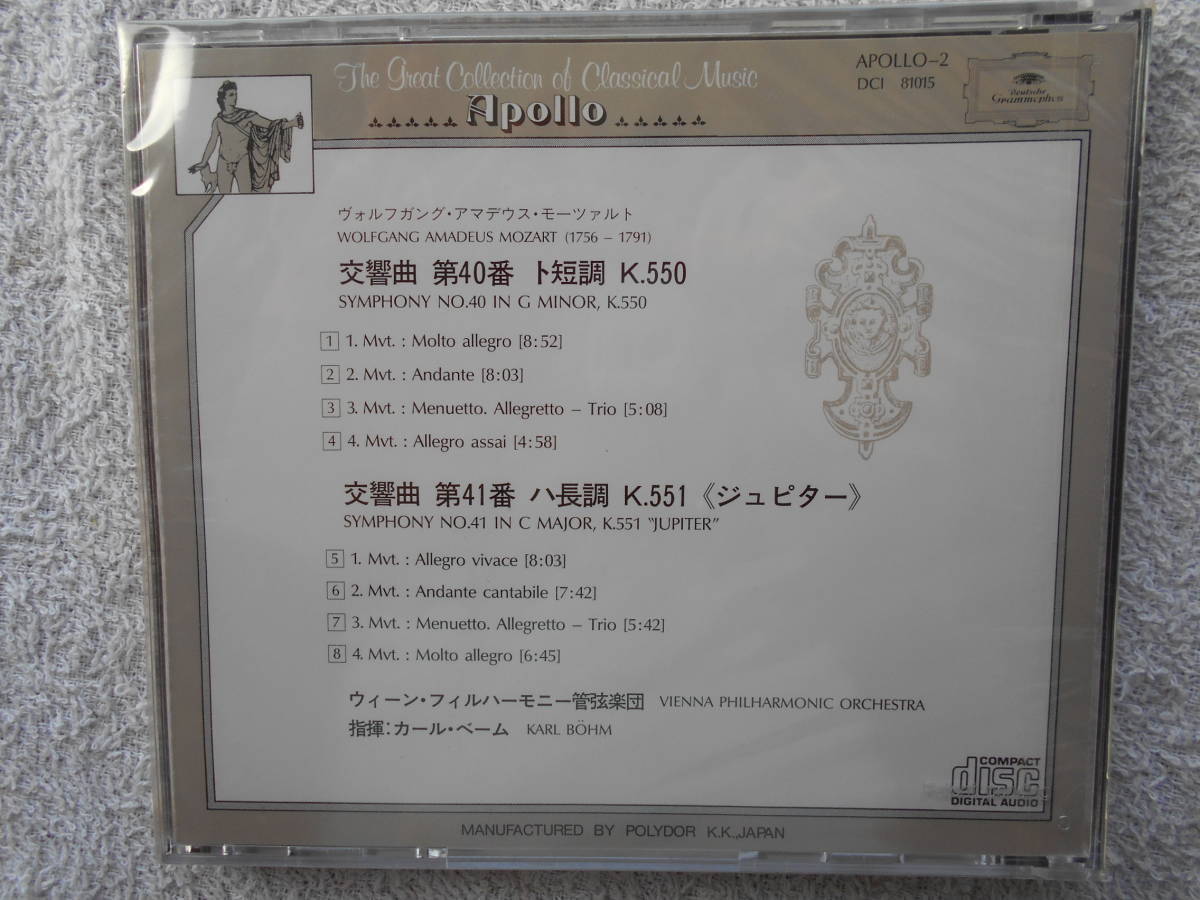 The Great Collection of Classical Music
Apollo
APOLLO–2
DCI 81015
Deutsche
Grammophon
ヴォルフガング・アマデウス・モーツァルト
WOLFGANG AMADEUS MOZART (1756 – 1791)
交響曲 第40番 ト短調 K.550
SYMPHONY NO.40 IN G MINOR, K.550
1 1. Mvt. : Molto allegro [8:52]
2 2. Mvt. : Andante [8:03]
3 3. Mvt. : Menuetto. Allegretto – Trio [5:08]
4 4. Mvt. : Allegro assai [4:58]
交響曲 第41番 ハ長調 K.551《ジュピター》
SYMPHONY NO.41 IN C MAJOR, K.551 “JUPITER”
5 1. Mvt. : Allegro vivace [8:03]
6 2. Mvt. : Andante cantabile [7:42]
7 3. Mvt. : Menuetto. Allegretto – Trio [5:42]
8 4. Mvt. : Molto allegro [6:45]
ウィーン・フィルハーモニー管弦楽団 VIENNA PHILHARMONIC ORCHESTRA
指揮:カール・ベーム KARL BÖHM
COMPACT
disc
DIGITAL AUDIO
MANUFACTURED BY POLYDOR K.K.,JAPAN